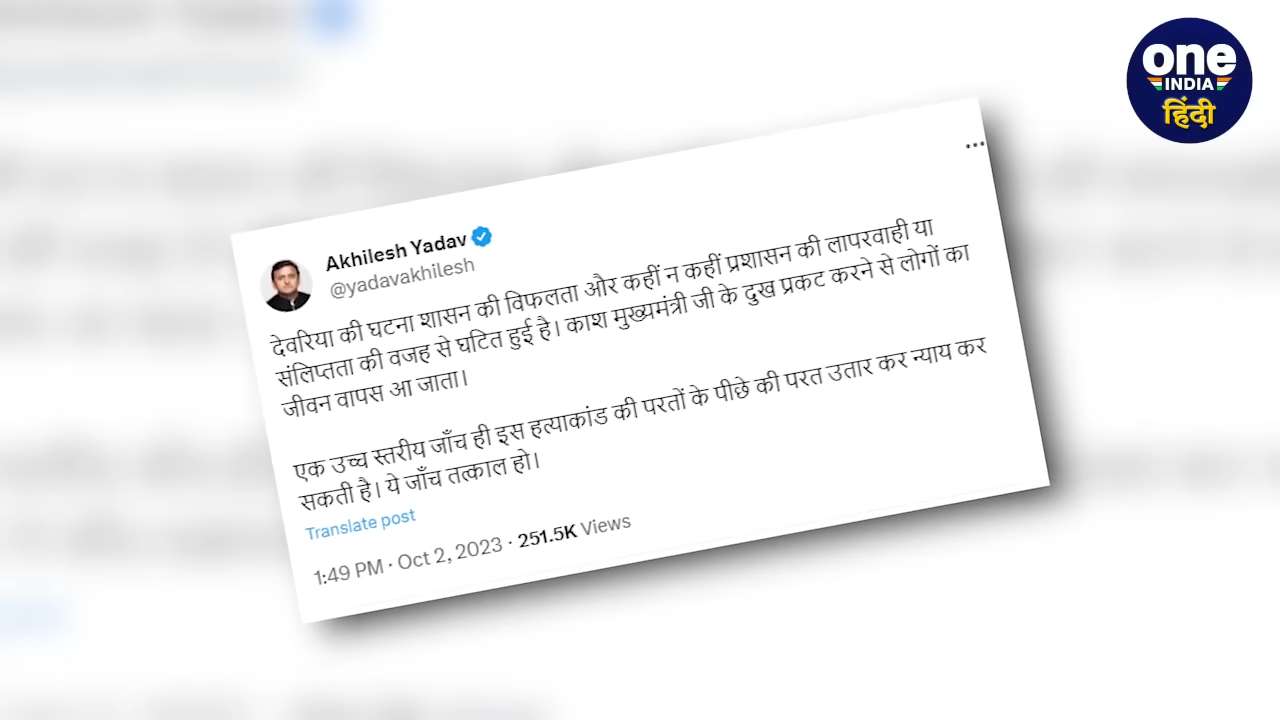 one
INDIA
हिंदी
Akhilesh Yadav
@yadavakhilesh
देवरिया की घटना शासन की विफलता और कहीं न कहीं प्रशासन की लापरवाही या
संलिप्तता की वजह से घटित हुई है। काश मुख्यमंत्री जी के दुख प्रकट करने से लोगों का
जीवन वापस आ जाता।
एक उच्च स्तरीय जाँच ही इस हत्याकांड की परतों के पीछे की परत उतार कर न्याय कर
सकती है। ये जाँच तत्काल हो।
Translate post
1:49 PM · Oct 2, 2023 · 251.5K Views